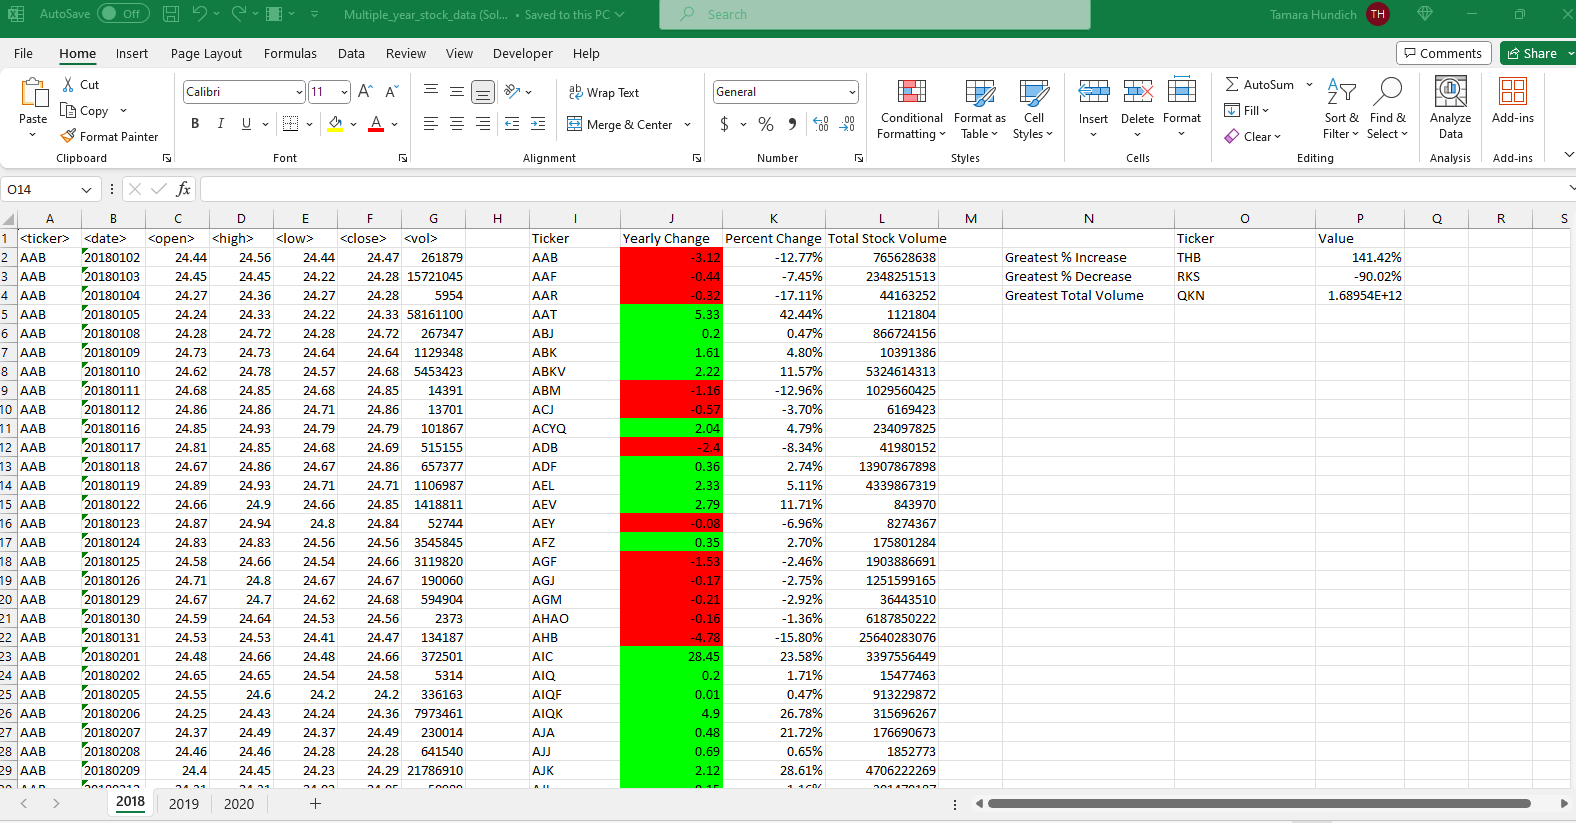 AutoSave Off Multiple_year_stock_data (Sol... • Saved to this PC Search Tamara Hundich TH
File Home Insert Page Layout Formulas Data Review View Developer Help Comments Share
Paste Cut Copy Format Painter Clipboard
Calibri 11 B I U A Font
Wrap Text Merge & Center Alignment
General $ % Number
Conditional Formatting Format as Table Cell Styles Styles
Insert Delete Format Cells
AutoSum Fill Clear Sort & Filter Find & Select Editing
Analyze Data Analysis
Add-ins Add-ins
O14 fx
A B C D E F G H I J K L M N O P Q R S
1 <ticker> <date> <open> <high> <low> <close> <vol> Ticker Yearly Change Percent Change Total Stock Volume Ticker Value
2 AAB 20180102 24.44 24.56 24.44 24.47 261879 AAB -3.12 -12.77% 765628638 Greatest % Increase THB 141.42%
3 AAB 20180103 24.45 24.45 24.22 24.28 15721045 AAF -0.44 -7.45% 2348251513 Greatest % Decrease RKS -90.02%
4 AAB 20180104 24.27 24.36 24.27 24.28 5954 AAR -0.32 -17.11% 44163252 Greatest Total Volume QKN 1.68954E+12
5 AAB 20180105 24.24 24.33 24.22 24.33 58161100 AAT 5.33 42.44% 1121804
6 AAB 20180108 24.28 24.72 24.28 24.72 267347 ABJ 0.2 0.47% 866724156
7 AAB 20180109 24.73 24.73 24.64 24.64 1129348 ABK 1.61 4.80% 10391386
8 AAB 20180110 24.62 24.78 24.57 24.68 5453423 ABKV 2.22 11.57% 5324614313
9 AAB 20180111 24.68 24.85 24.68 24.85 14391 ABM -1.16 -12.96% 1029560425
10 AAB 20180112 24.86 24.86 24.71 24.86 13701 ACJ -0.57 -3.70% 6169423
11 AAB 20180116 24.85 24.93 24.79 24.79 101867 ACYQ 2.04 4.79% 234097825
12 AAB 20180117 24.81 24.85 24.68 24.69 515155 ADB -2.4 -8.34% 41980152
13 AAB 20180118 24.67 24.86 24.67 24.86 657377 ADF 0.36 2.74% 13907867898
14 AAB 20180119 24.89 24.93 24.71 24.71 1106987 AEL 2.33 5.11% 4339867319
15 AAB 20180122 24.66 24.9 24.66 24.85 1418811 AEV 2.79 11.71% 843970
16 AAB 20180123 24.87 24.94 24.8 24.84 52744 AEY -0.08 -6.96% 8274367
17 AAB 20180124 24.83 24.83 24.56 24.56 3545845 AFZ 0.35 2.70% 175801284
18 AAB 20180125 24.58 24.66 24.54 24.66 3119820 AGF -1.53 -2.46% 1903886691
19 AAB 20180126 24.71 24.8 24.67 24.67 190060 AGJ -0.17 -2.75% 1251599165
20 AAB 20180129 24.67 24.7 24.62 24.68 594904 AGM -0.21 -2.92% 36443510
21 AAB 20180130 24.59 24.64 24.53 24.56 2373 AHAO -0.16 -1.36% 6187850222
22 AAB 20180131 24.53 24.53 24.41 24.47 134187 AHB -4.78 -15.80% 25640283076
23 AAB 20180201 24.48 24.66 24.48 24.66 372501 AIC 28.45 23.58% 3397556449
24 AAB 20180202 24.65 24.65 24.54 24.58 5314 AIQ 0.2 1.71% 15477463
25 AAB 20180205 24.55 24.6 24.2 24.2 336163 AIQF 0.01 0.47% 913229872
26 AAB 20180206 24.25 24.43 24.24 24.36 7973461 AIQK 4.9 26.78% 315696267
27 AAB 20180207 24.37 24.49 24.37 24.49 230014 AJA 0.48 21.72% 176690673
28 AAB 20180208 24.46 24.46 24.28 24.28 641540 AJJ 0.69 0.65% 1852773
29 AAB 20180209 24.4 24.45 24.23 24.29 21786910 AJK 2.12 28.61% 4706222269
2018 2019 2020